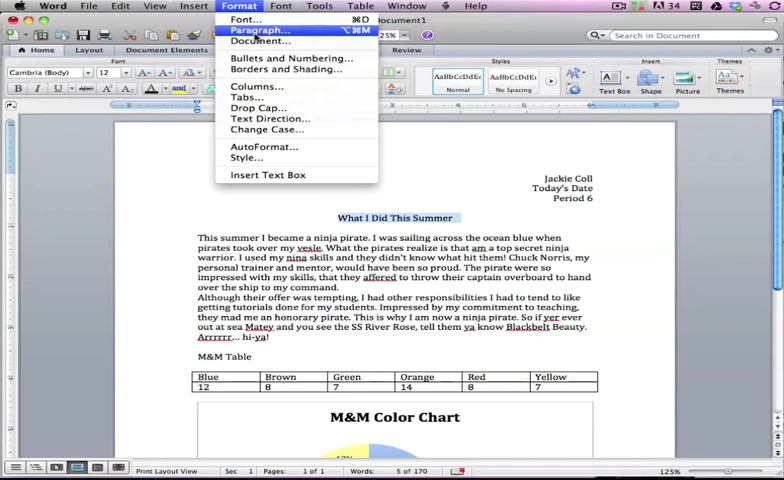 Word File Edit View Insert Format Font Tools Table Window Help 34
Document1
Font... ⌘D
Paragraph... ⌥⌘M
Document...
Bullets and Numbering...
Borders and Shading...
Columns...
Tabs...
Drop Cap...
Text Direction...
Change Case...
AutoFormat...
Style...
Insert Text Box
125%
Search in Document
Home Layout Document Elements Review
Paragraph Styles Insert Themes
Cambria (Body) 12
B I U ABC
AaBbCcDdEe AaBbCcDdEe
Normal No Spacing
Text Box Shape Picture Themes
Jackie Coll
Today's Date
Period 6
What I Did This Summer
This summer I became a ninja pirate. I was sailing across the ocean blue when
pirates took over my vesle. What the pirates realize is that am a top secret ninja
warrior. I used my nina skills and they didn't know what hit them! Chuck Norris, my
personal trainer and mentor, would have been so proud. The pirate were so
impressed with my skills, that they affered to throw their captain overboard to hand
over the ship to my command.
Although their offer was tempting, I had other responsibilities I had to tend to like
getting tutorials done for my students. Impressed by my commitment to teaching,
they mad me an honorary pirate. This is why I am now a ninja pirate. So if yer ever
out at sea Matey and you see the SS River Rose, tell them ya know Blackbelt Beauty.
Arrrrrr... hi-ya!
M&M Table
Blue Brown Green Orange Red Yellow
12 8 7 14 8 7
M&M Color Chart
Print Layout View Sec 1 Pages: 1 of 1 Words: 5 of 170 125%